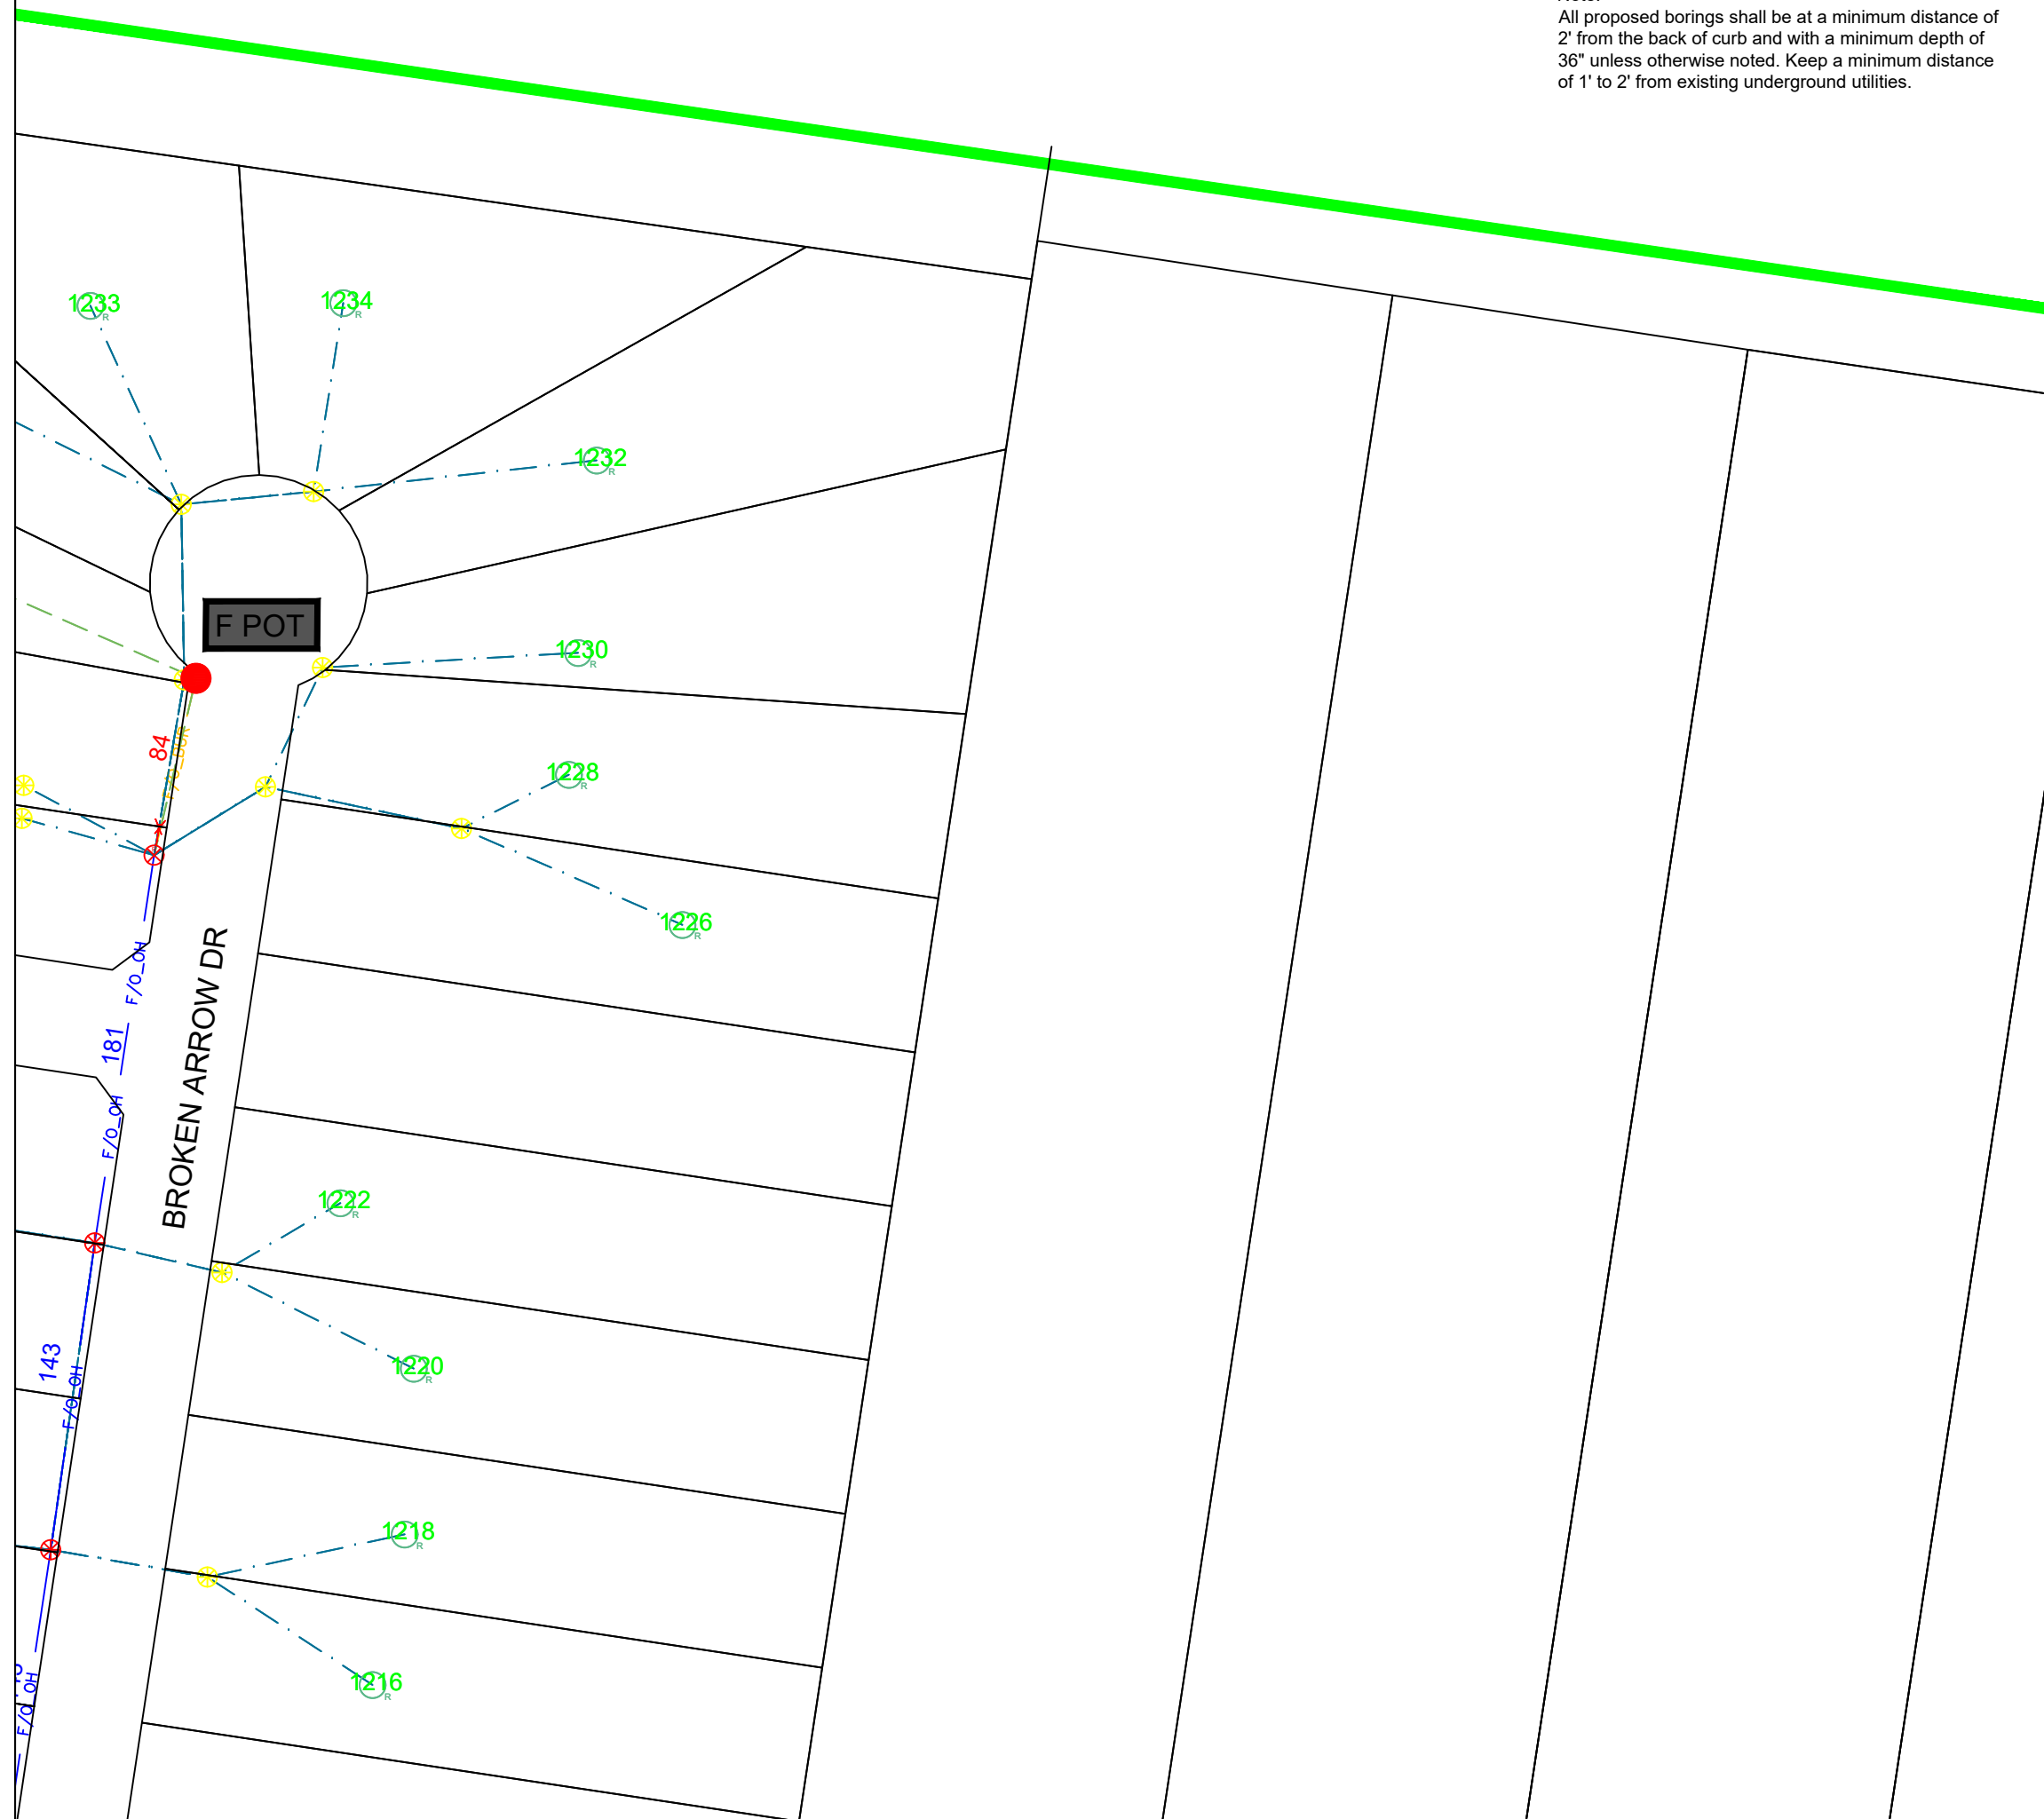 All proposed borings shall be at a minimum distance of
2' from the back of curb and with a minimum depth of
36" unless otherwise noted. Keep a minimum distance
of 1' to 2' from existing underground utilities.
1233
R
1234
R
1232
R
F POT
1230
R
84
1228
R
1226
R
F/O_OH
181
BROKEN ARROW DR
F/O_OH
1222
R
143
F/O_OH
1220
R
1218
R
F/O_OH
1216
R